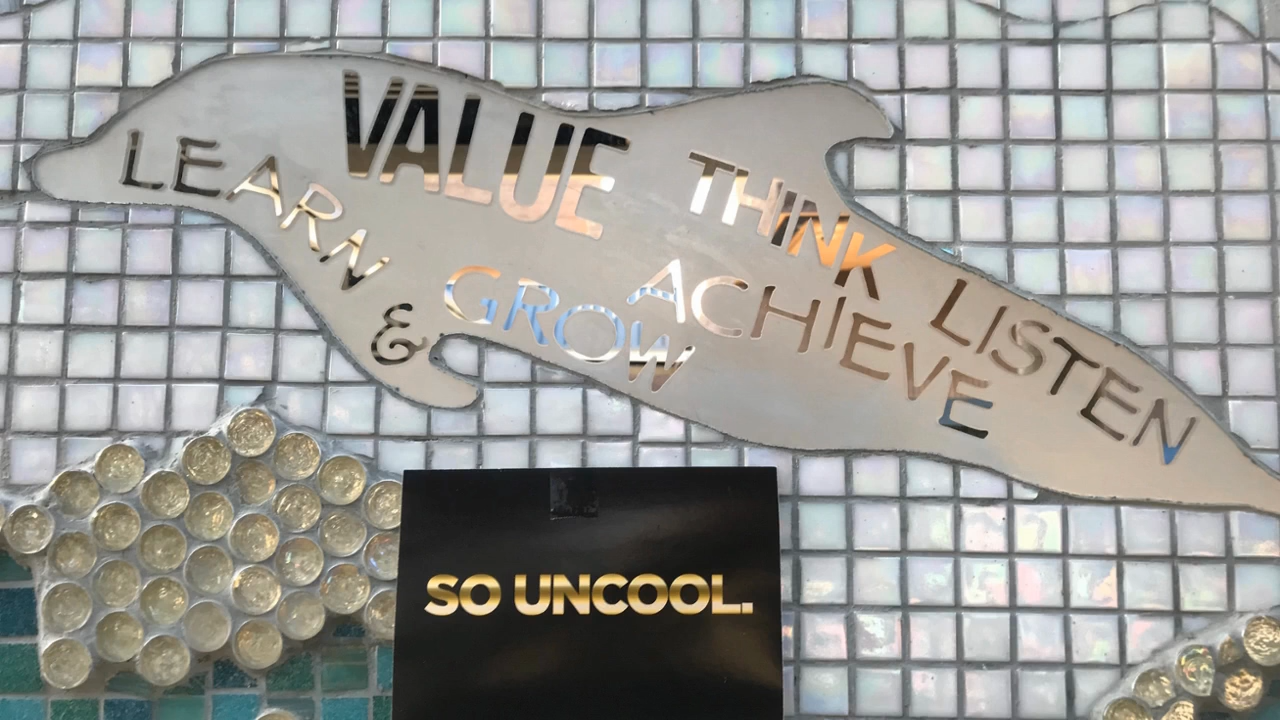 VALUE
THINK
LEARN
&
GROW
ACHIEVE
LISTEN
SO UNCOOL.